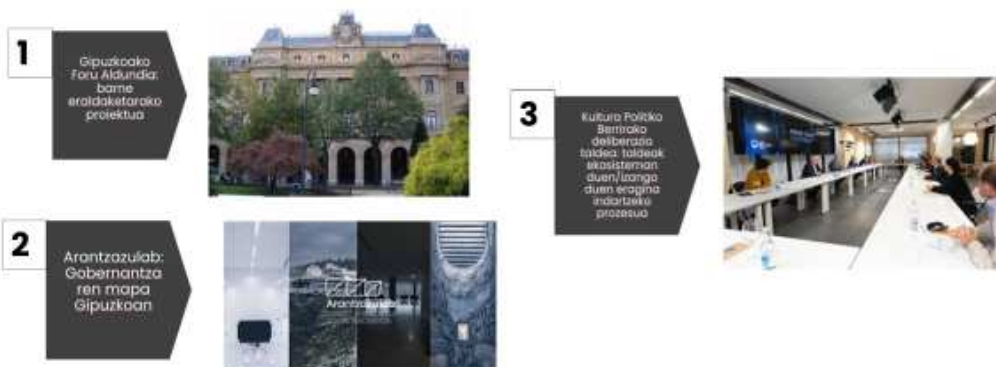 1
Gipuzkoako
Foru Aldundia:
barne
eraldaketarako
proiektua
2
Arantzazulab:
Gobernantza
ren mapa
Gipuzkoan
Arantzazulab
3
Kultura Politiko
Berrirako
deliberazio
taldea: taldeak
ekosisteman
duen/izango
duen eragina
indartzeko
prozesua